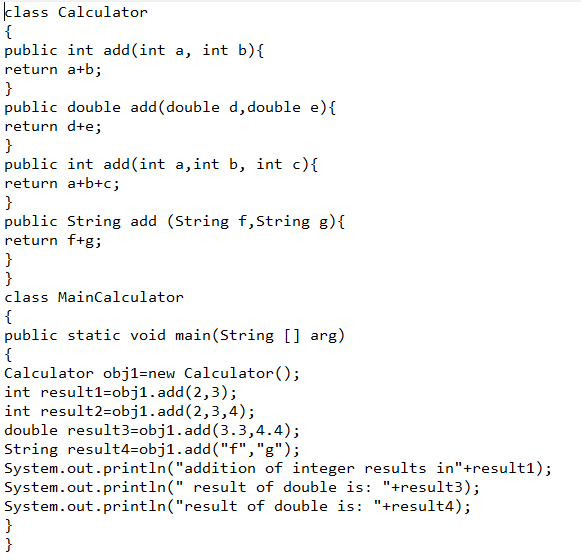 class Calculator
{
public int add(int a, int b){
return a+b;
}
public double add(double d,double e){
return d+e;
}
public int add(int a,int b, int c){
return a+b+c;
}
public String add (String f,String g){
return f+g;
}
}
class MainCalculator
{
public static void main(String [] arg)
{
Calculator obj1=new Calculator();
int result1=obj1.add(2,3);
int result2=obj1.add(2,3,4);
double result3=obj1.add(3.3,4.4);
String result4=obj1.add("f","g");
System.out.println("addition of integer results in"+result1);
System.out.println(" result of double is: "+result3);
System.out.println("result of double is: "+result4);
}
}